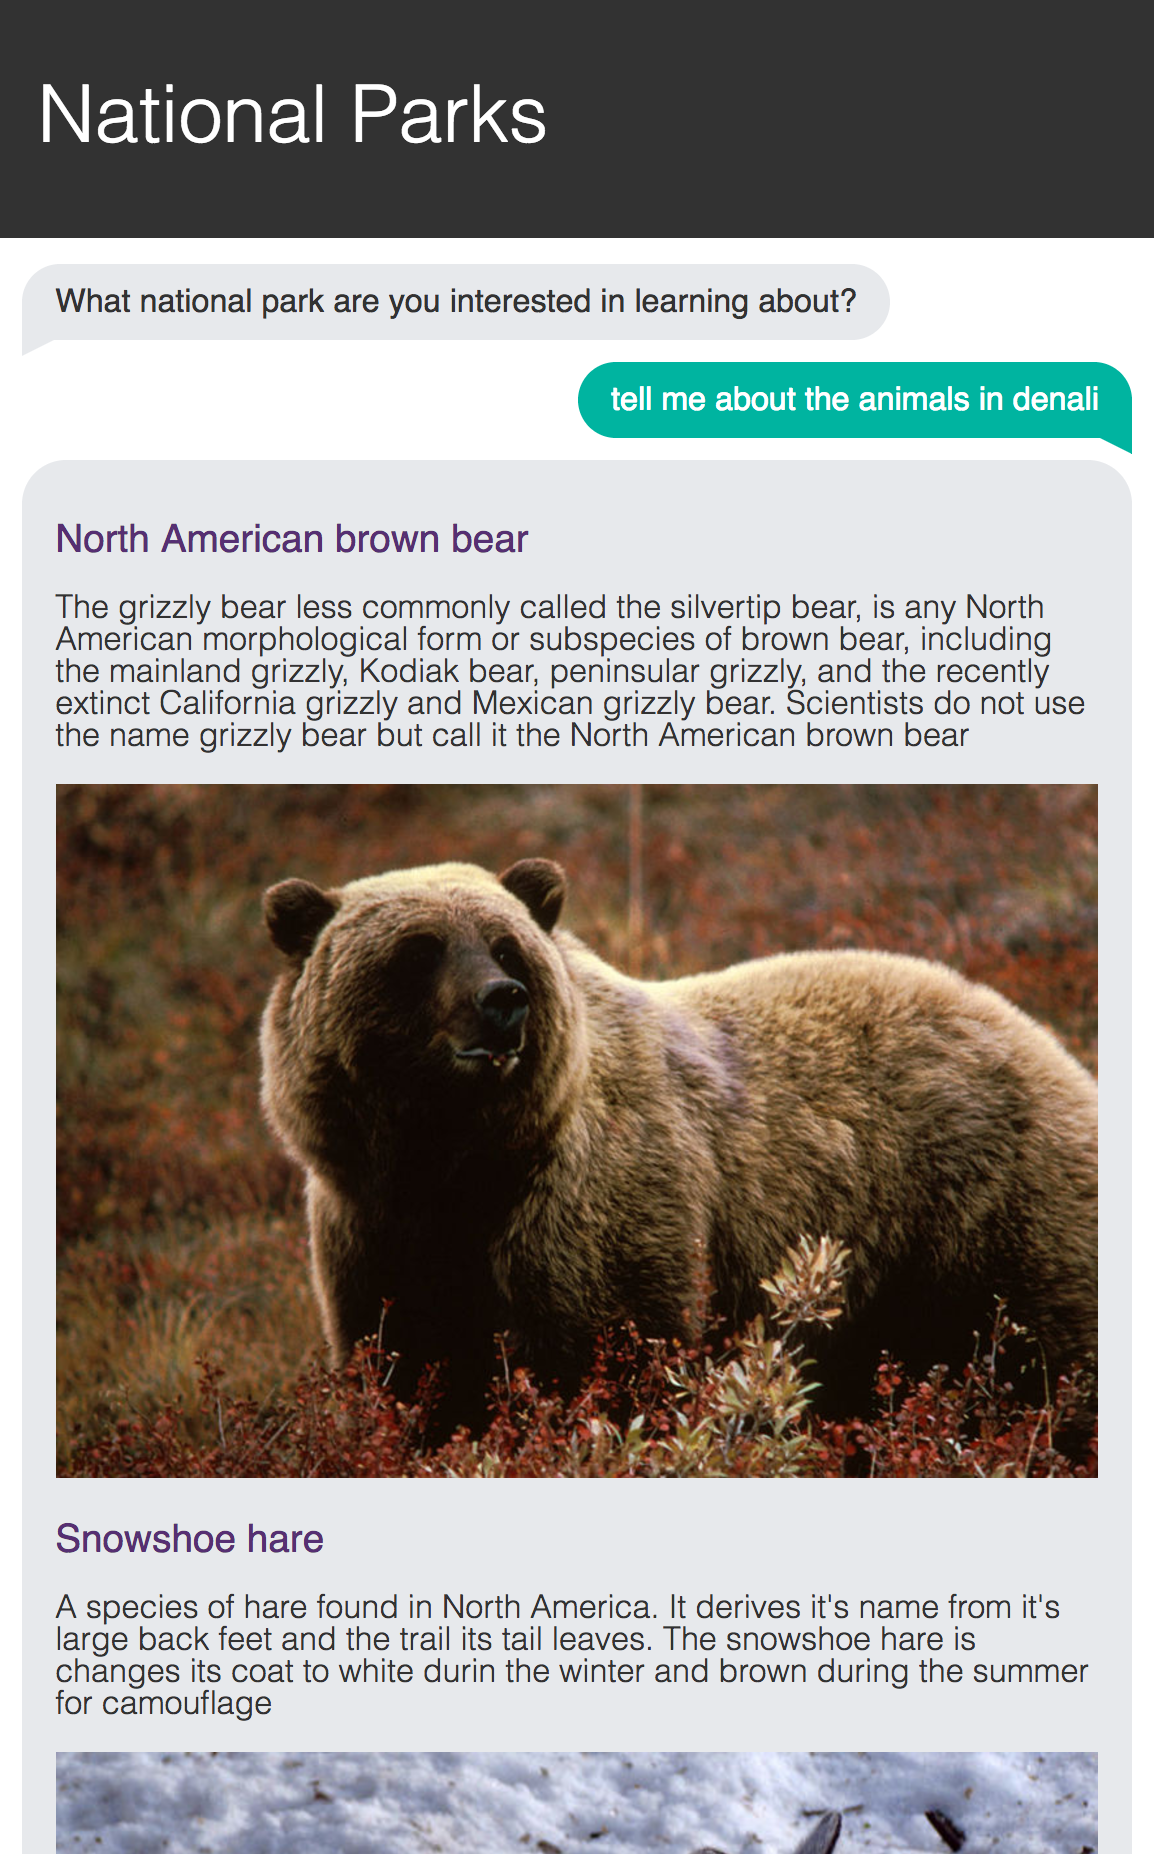 National Parks
What national park are you interested in learning about?
tell me about the animals in denali
North American brown bear
The grizzly bear less commonly called the silvertip bear, is any North
American morphological form or subspecies of brown bear, including
the mainland grizzly, Kodiak bear, peninsular grizzly, and the recently
extinct California grizzly and Mexican grizzly bear. Scientists do not use
the name grizzly bear but call it the North American brown bear
Snowshoe hare
A species of hare found in North America. It derives it's name from it's
large back feet and the trail its tail leaves. The snowshoe hare is
changes its coat to white durin the winter and brown during the summer
for camouflage